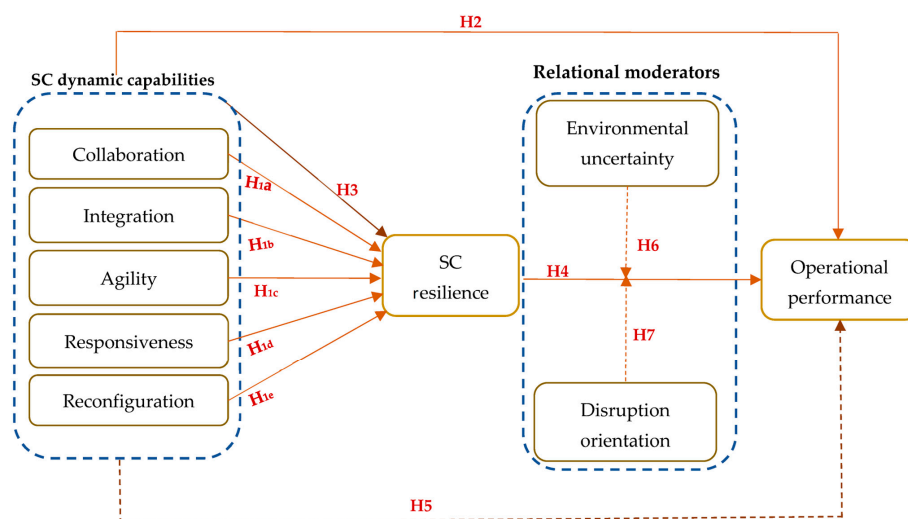 H2
SC dynamic capabilities
Relational moderators
Collaboration
Integration
Agility
Responsiveness
Reconfiguration
H1a
H1b
H1c
H1d
H1e
H3
SC
resilience
Environmental
uncertainty
H6
H4
H7
Disruption
orientation
Operational
performance
H5